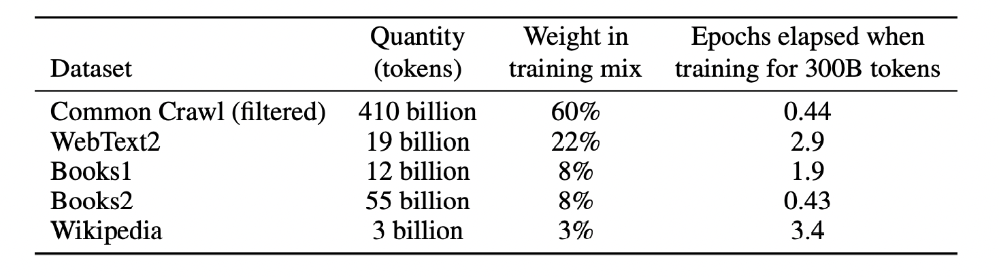 Dataset Quantity (tokens) Weight in training mix Epochs elapsed when training for 300B tokens
Common Crawl (filtered) 410 billion 60% 0.44
WebText2 19 billion 22% 2.9
Books1 12 billion 8% 1.9
Books2 55 billion 8% 0.43
Wikipedia 3 billion 3% 3.4